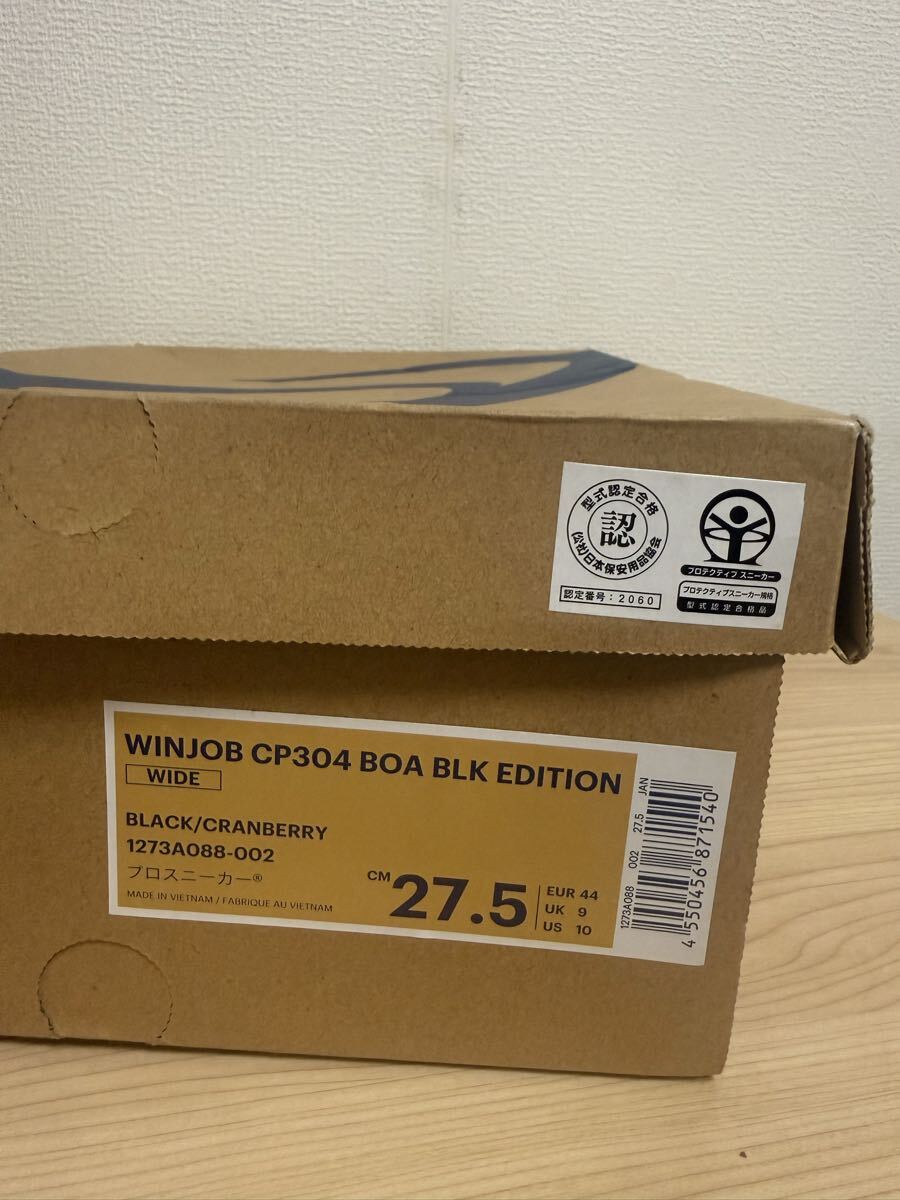 型式認定合格
認
(公社)日本保安用品協会
認定番号:2060
プロテクティブ スニーカー
プロテクティブスニーカー規格
型式認定合格品
WINJOB CP304 BOA BLK EDITION
WIDE
BLACK/CRANBERRY
1273A088-002
プロスニーカー®
MADE IN VIETNAM / FABRIQUE AU VIETNAM
CM 27.5
EUR 44
UK 9
US 10
1273A088 002 27.5 JAN
4 550456 871540